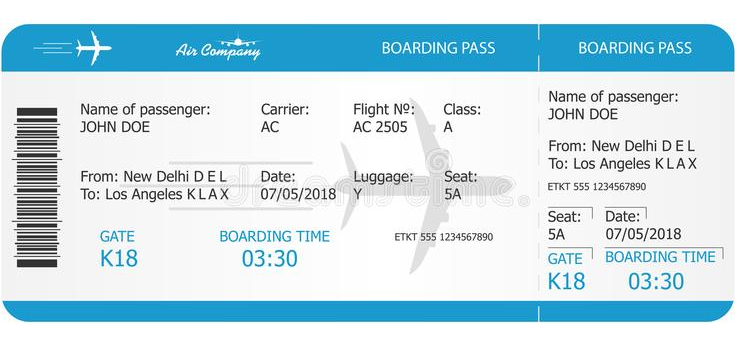 Air Company
BOARDING PASS
Name of passenger: Carrier: Flight №: Class:
JOHN DOE AC AC 2505 A
From: New Delhi D E L Date: Luggage: Seat:
To: Los Angeles K L A X 07/05/2018 Y 5A
GATE BOARDING TIME ETKT 555 1234567890
K18 03:30
BOARDING PASS
Name of passenger:
JOHN DOE
From: New Delhi D E L
To: Los Angeles K L A X
ETKT 555 1234567890
Seat: Date:
5A 07/05/2018
GATE BOARDING TIME
K18 03:30